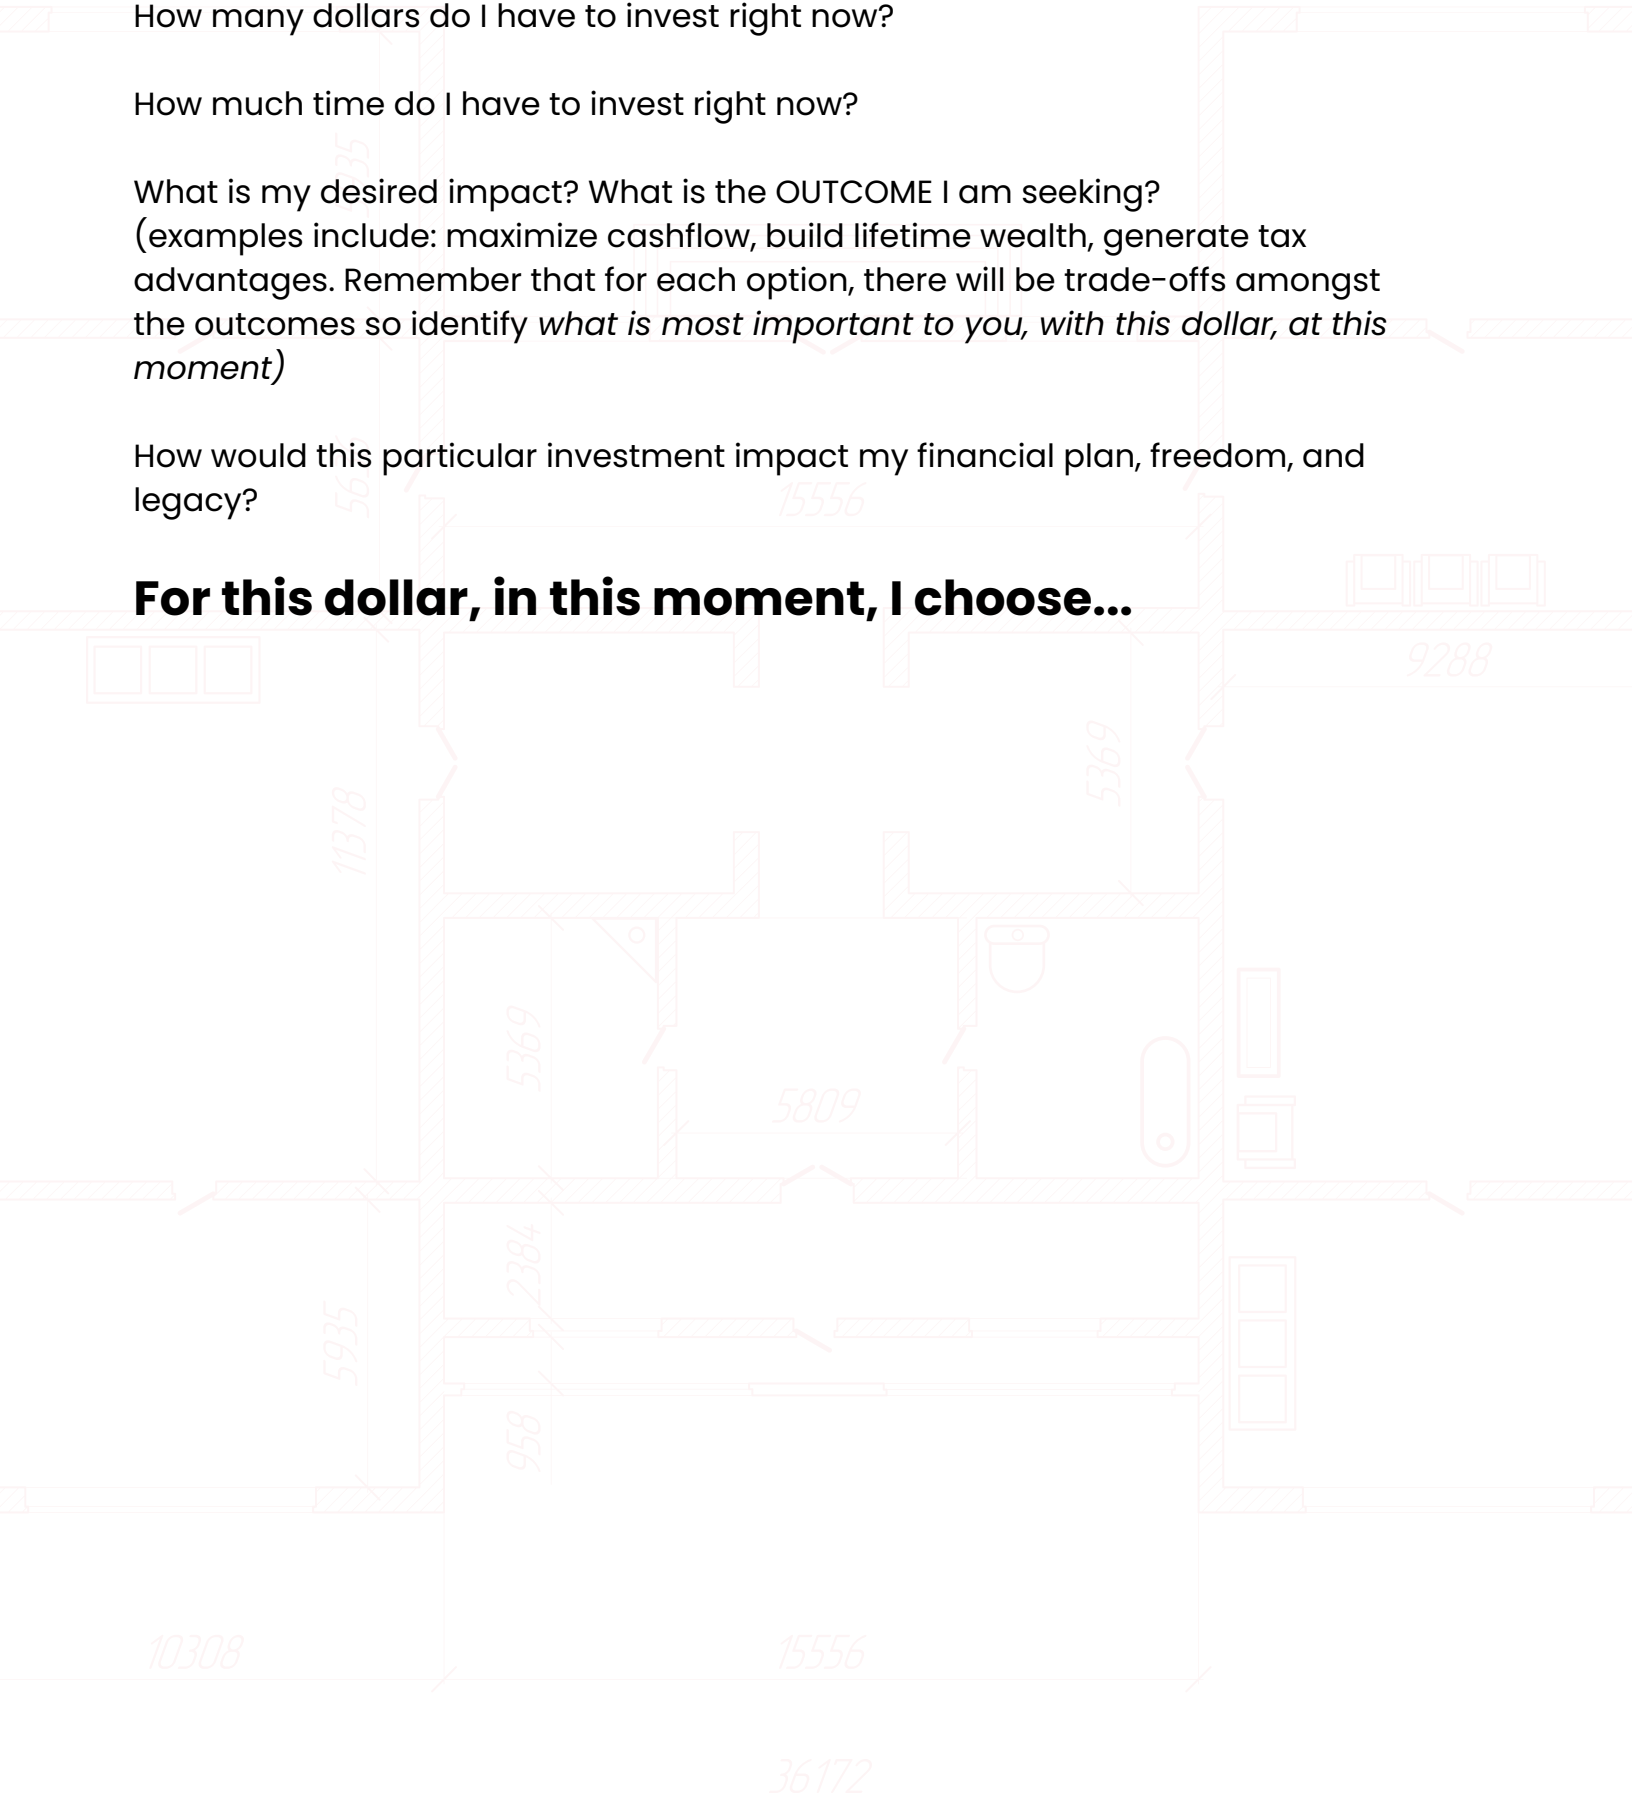 How many dollars do I have to invest right now?
How much time do I have to invest right now?
What is my desired impact? What is the OUTCOME I am seeking?
(examples include: maximize cashflow, build lifetime wealth, generate tax
advantages. Remember that for each option, there will be trade-offs amongst
the outcomes so identify what is most important to you, with this dollar, at this
moment)
How would this particular investment impact my financial plan, freedom, and
legacy?
For this dollar, in this moment, I choose...
15556
9288
5369
11378
5369
5809
2384
5935
958
10308
15556
36172